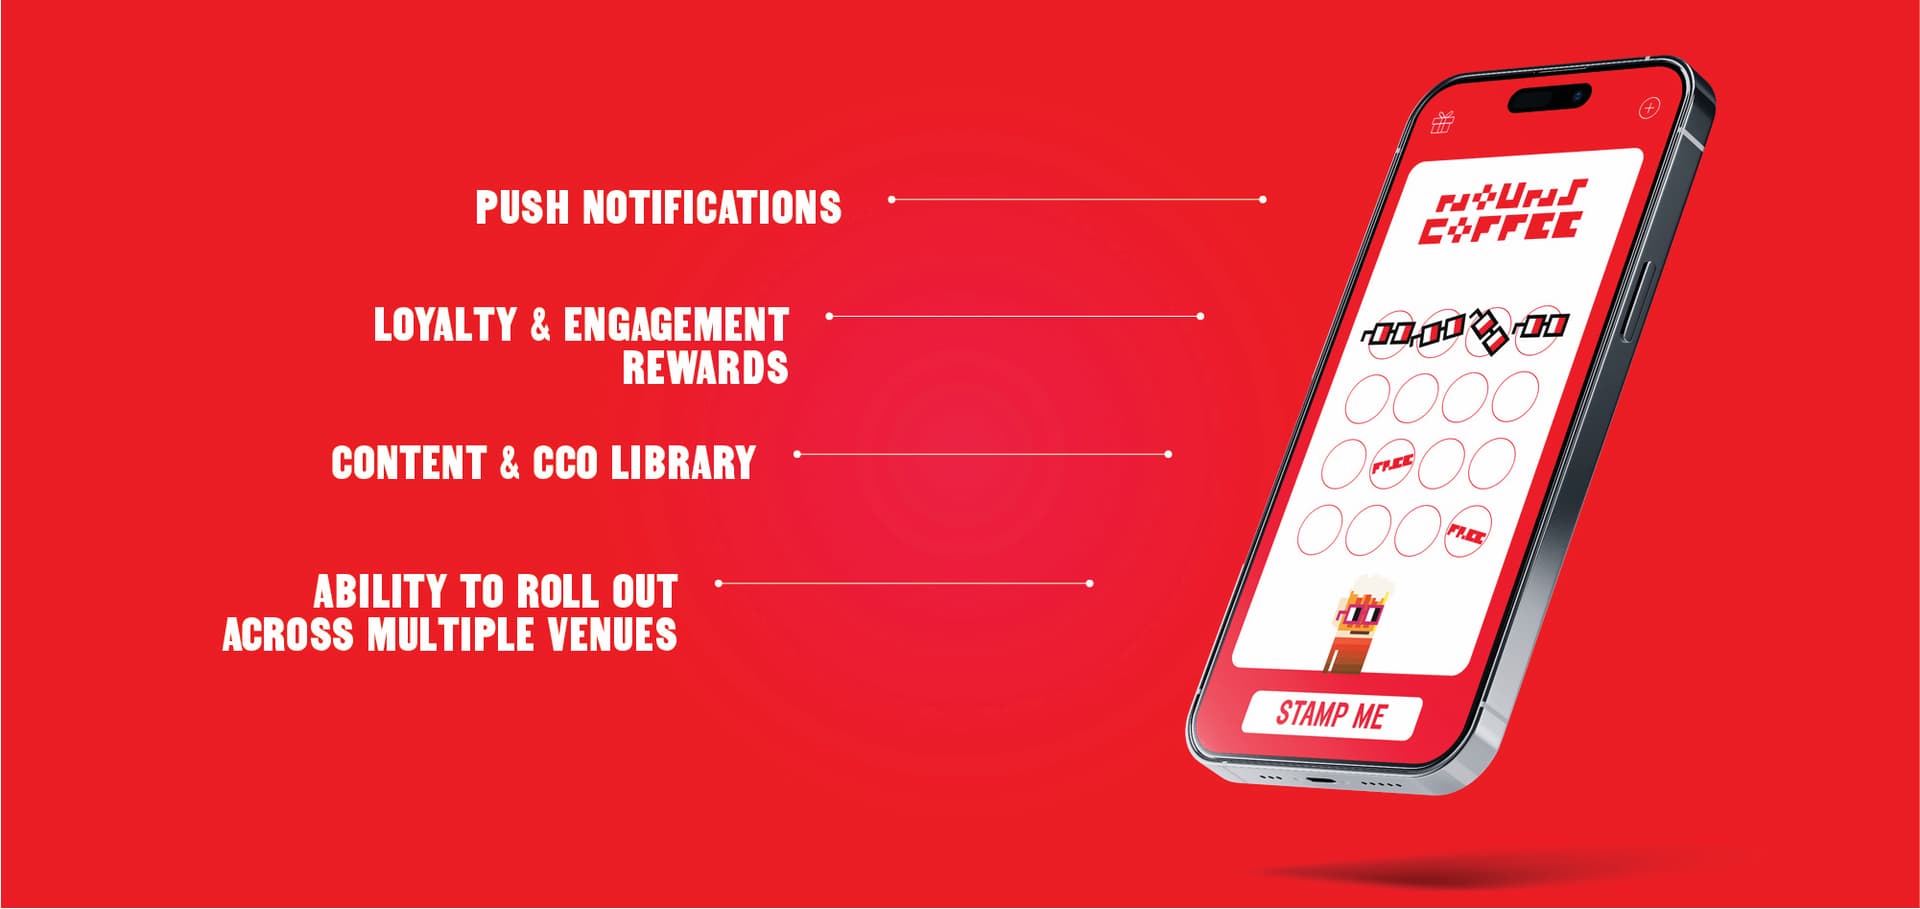 PUSH NOTIFICATIONS
LOYALTY & ENGAGEMENT
REWARDS
CONTENT & CCO LIBRARY
ABILITY TO ROLL OUT
ACROSS MULTIPLE VENUES
NOUNS
COFFEE
FREE
FREE
STAMP ME